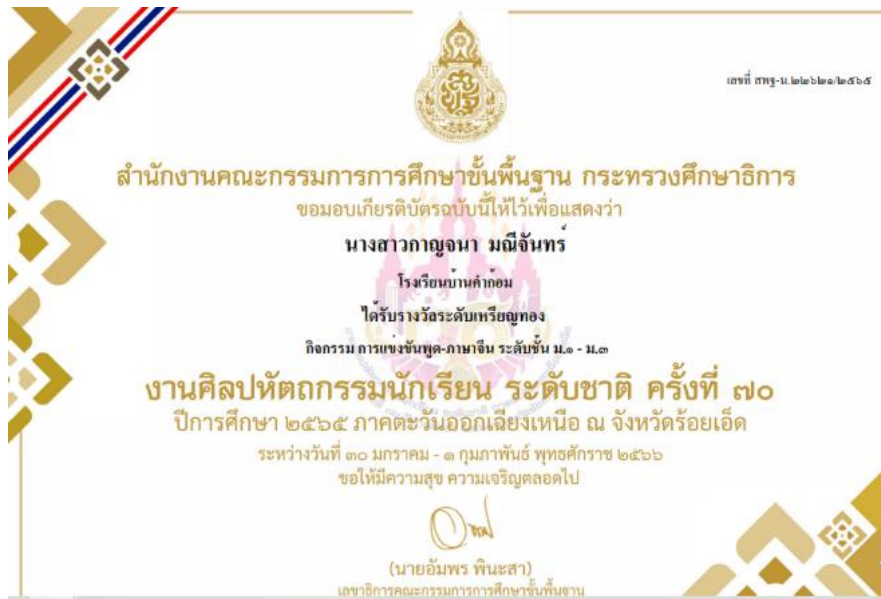 เลขที่ สพฐ-น.๒๒๖๒๑/๒๕๖๕
สำนักงานคณะกรรมการการศึกษาขั้นพื้นฐาน กระทรวงศึกษาธิการ
ขอมอบเกียรติบัตรฉบับนี้ให้ไว้เพื่อแสดงว่า
นางสาวกาญจนา มณีจันทร์
โรงเรียนบ้านคำก้อม
ได้รับรางวัลระดับเหรียญทอง
กิจกรรม การแข่งขันพูด-ภาษาจีน ระดับชั้น ม.๑ - ม.๓
งานศิลปหัตถกรรมนักเรียน ระดับชาติ ครั้งที่ ๗๐
ปีการศึกษา ๒๕๖๕ ภาคตะวันออกเฉียงเหนือ ณ จังหวัดร้อยเอ็ด
ระหว่างวันที่ ๓๐ มกราคม - ๑ กุมภาพันธ์ พุทธศักราช ๒๕๖๖
ขอให้มีความสุข ความเจริญตลอดไป
(นายอัมพร พินะสา)
เลขาธิการคณะกรรมการการศึกษาขั้นพื้นฐาน